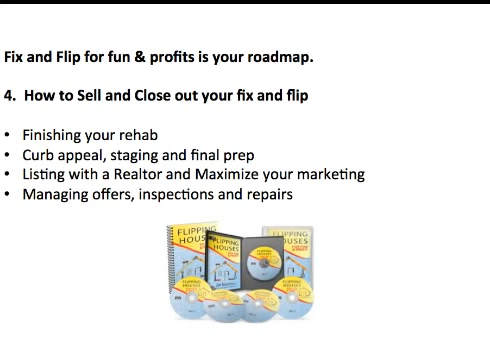 Fix and Flip for fun & profits is your roadmap.
4. How to Sell and Close out your fix and flip
• Finishing your rehab
• Curb appeal, staging and final prep
• Listing with a Realtor and Maximize your marketing
• Managing offers, inspections and repairs
FLIPPING
FLIPPING
HOUSES
FLIPPING
HOUSES